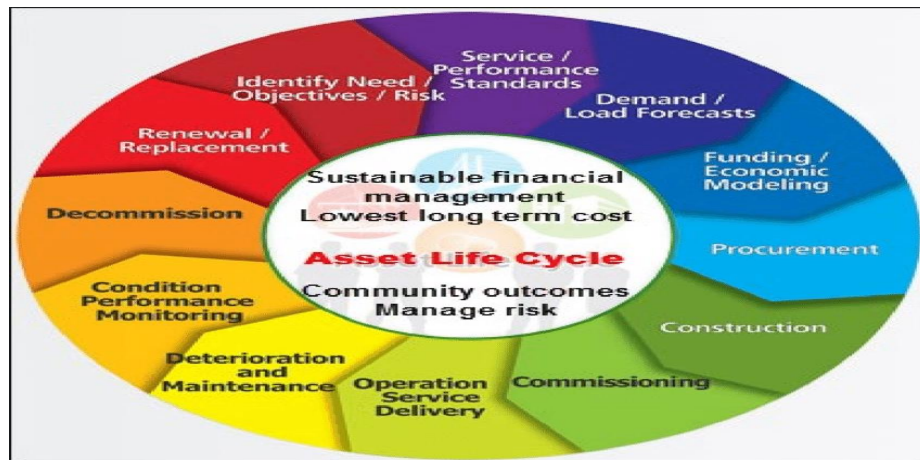 Service /
Performance
Standards
Demand /
Load Forecasts
Funding /
Economic
Modeling
Procurement
Construction
Commissioning
Operation
Service
Delivery
Deterioration
and
Maintenance
Condition
Performance
Monitoring
Decommission
Renewal /
Replacement
Identify Need /
Objectives / Risk
Sustainable financial
management
Lowest long term cost
Asset Life Cycle
Community outcomes
Manage risk